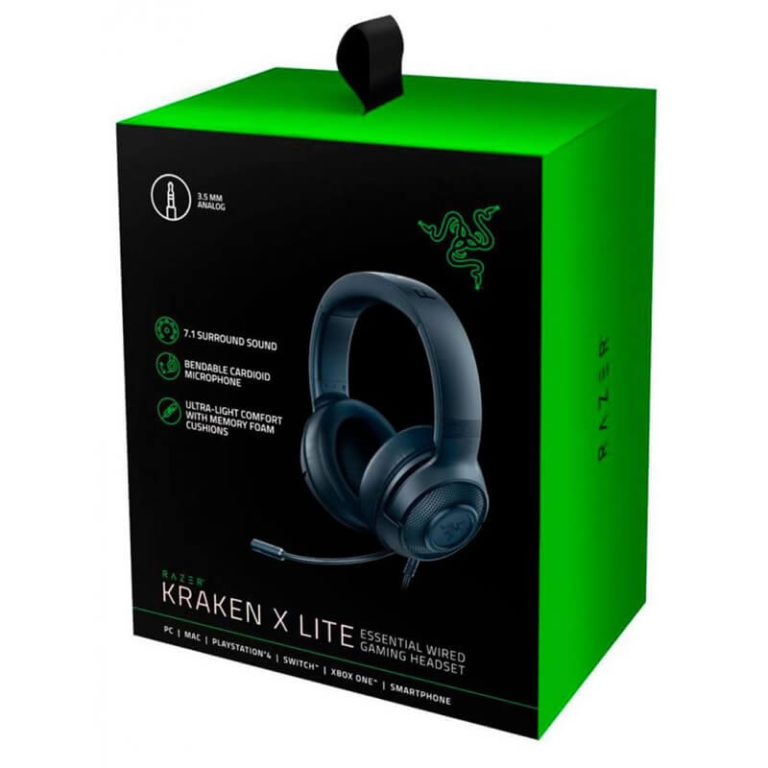 3.5 MM
ANALOG
7.1 SURROUND SOUND
BENDABLE CARDIOID
MICROPHONE
ULTRA-LIGHT COMFORT
WITH MEMORY FOAM
CUSHIONS
RAZER
RAZER™
KRAKEN X LITE
ESSENTIAL WIRED
GAMING HEADSET
PC | MAC | PLAYSTATION®4 | SWITCH™ | XBOX ONE™ | SMARTPHONE